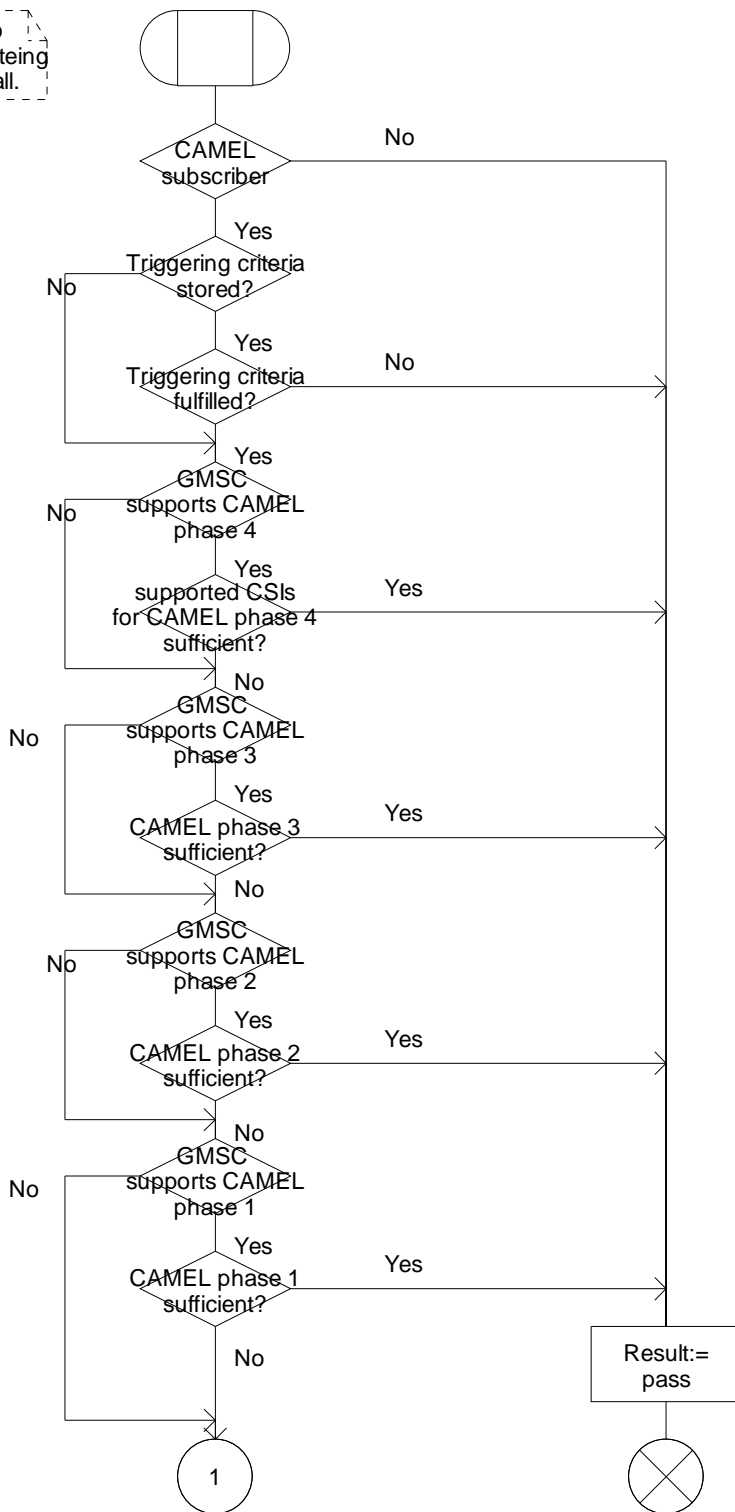 all.
No
CAMEL
subscriber
Yes
Triggering criteria
stored?
No
Yes
Triggering criteria
fulfilled?
No
Yes
GMSC
supports CAMEL
phase 4
No
Yes
supported CSIs
for CAMEL phase 4
sufficient?
Yes
No
GMSC
supports CAMEL
phase 3
No
Yes
CAMEL phase 3
sufficient?
Yes
No
GMSC
supports CAMEL
phase 2
No
Yes
CAMEL phase 2
sufficient?
Yes
No
GMSC
supports CAMEL
phase 1
No
Yes
CAMEL phase 1
sufficient?
Yes
No
Result:=
pass
1